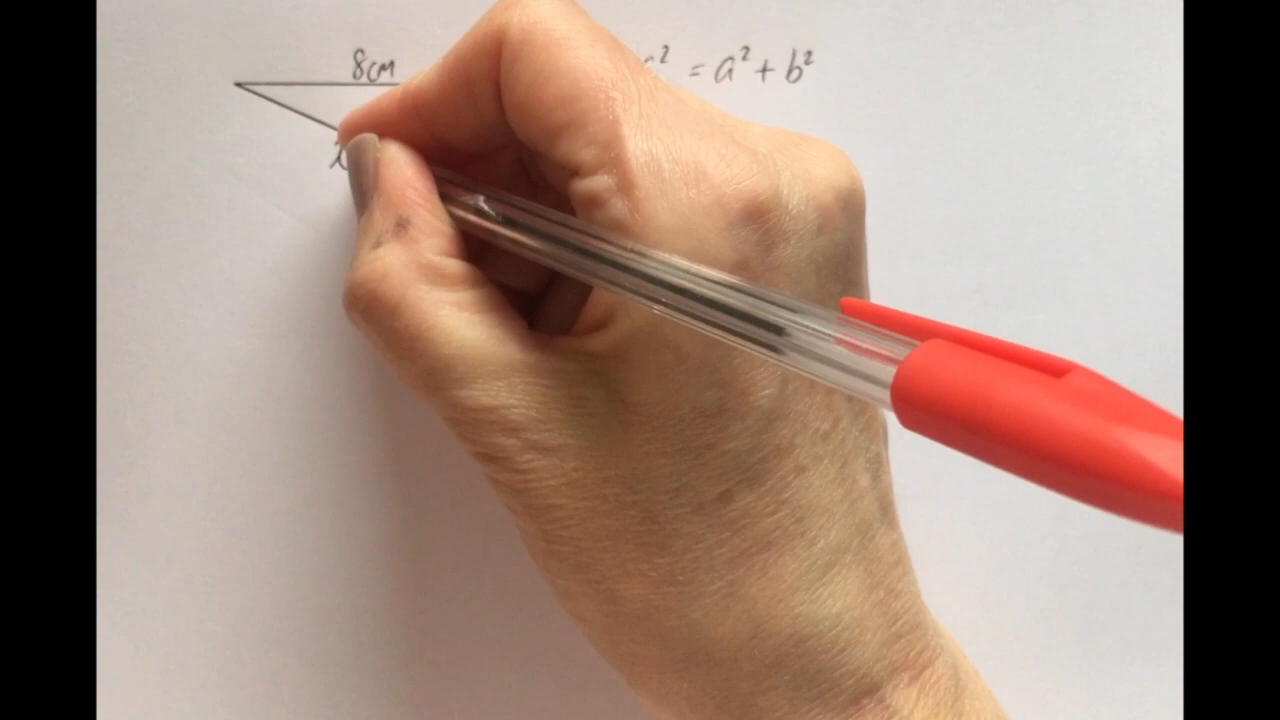 8cm
= a² + b²